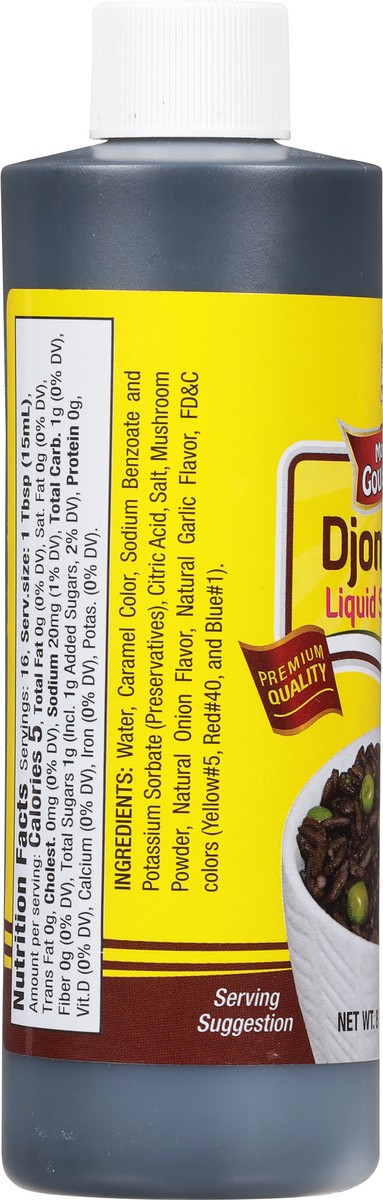 Nutrition Facts Servings: 16, Serv.size: 1 Tbsp (15mL),
Amount per serving: Calories 5, Total Fat 0g (0% DV), Sat. Fat 0g (0% DV),
Trans Fat 0g, Cholest. 0mg (0% DV), Sodium 20mg (1% DV), Total Carb. 1g (0% DV),
Fiber 0g (0% DV), Total Sugars 1g (Incl. 1g Added Sugars, 2% DV), Protein 0g,
Vit.D (0% DV), Calcium (0% DV), Iron (0% DV), Potas. (0% DV).
INGREDIENTS: Water, Caramel Color, Sodium Benzoate and
Potassium Sorbate (Preservatives), Citric Acid, Salt, Mushroom
Powder, Natural Onion Flavor, Natural Garlic Flavor, FD&C
colors (Yellow#5, Red#40, and Blue#1).
Gou
Djon
Liquid S
PREMIUM
QUALITY
Serving
Suggestion
NET WT. 8